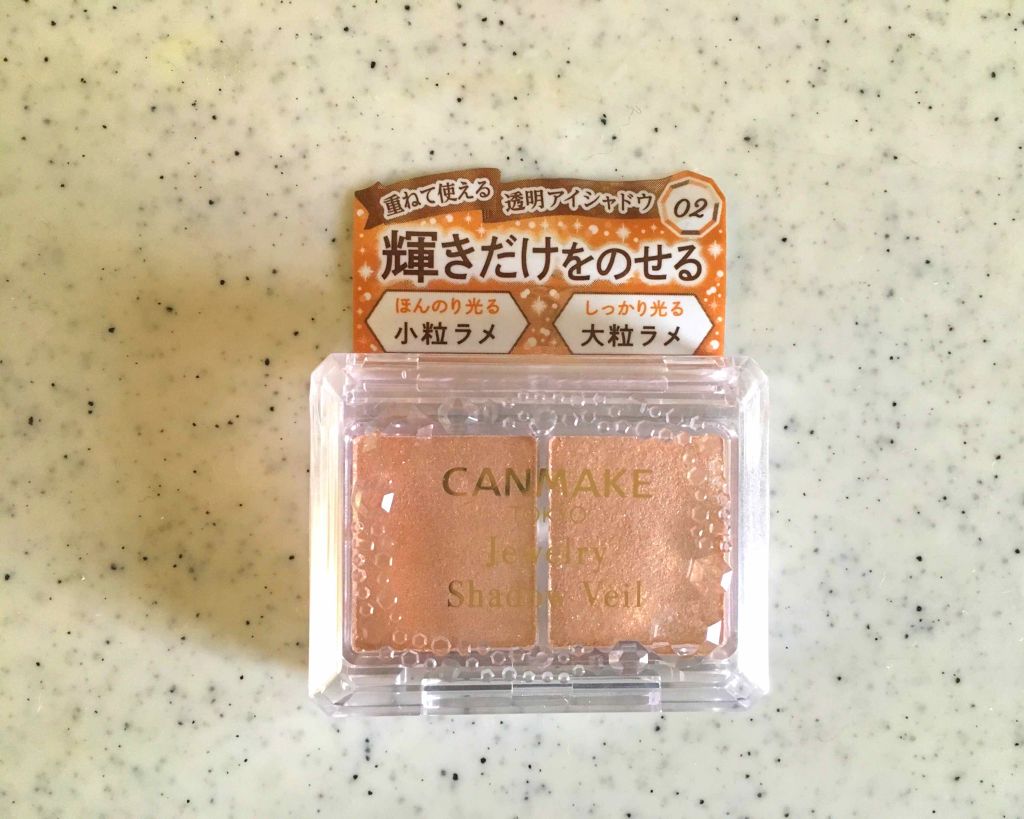 重ねて使える 透明アイシャドウ 02
輝きだけをのせる
ほんのり光る
小粒ラメ
しっかり光る
大粒ラメ
CANMAKE
TOKYO
Jewelry
Shadow Veil